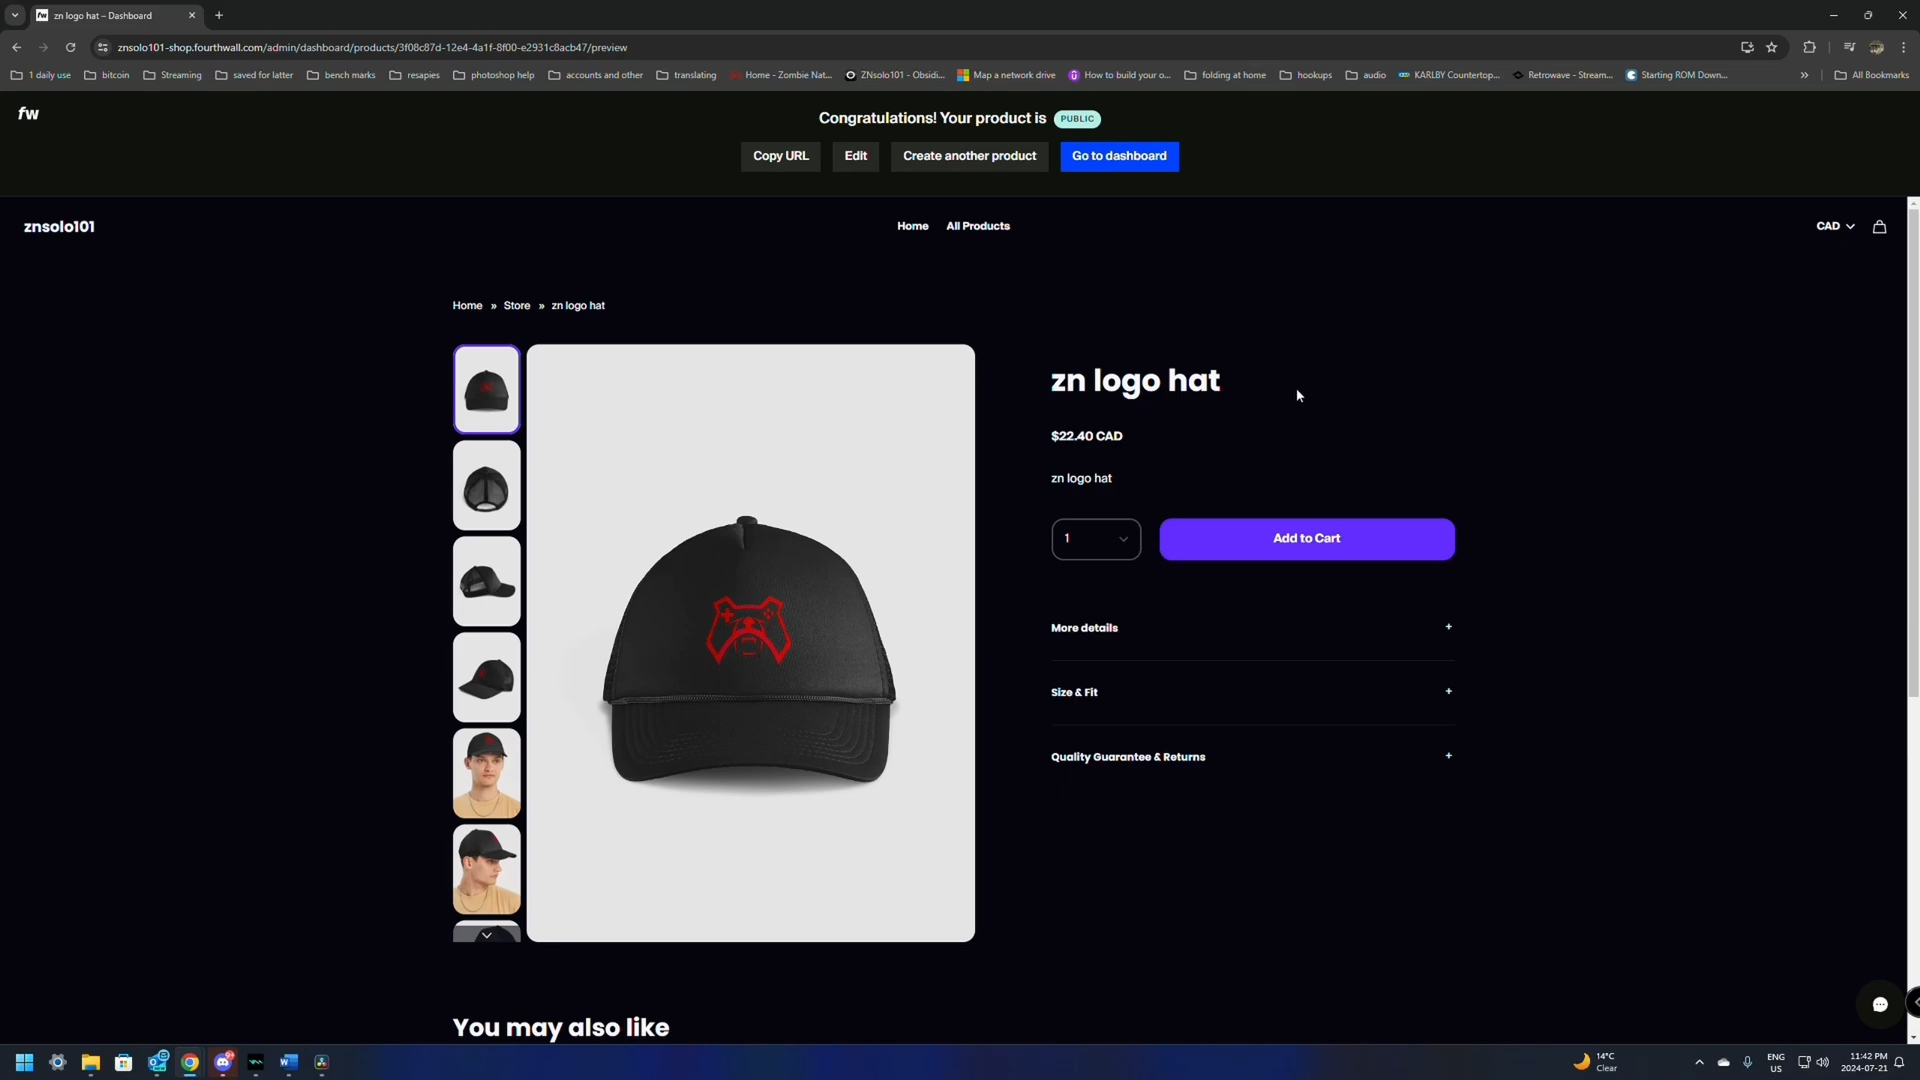 fw zn logo hat – Dashboard
znsolo101-shop.fourthwall.com/admin/dashboard/products/3f08c87d-12e4-4a1f-8f00-e2931c8acb47/preview
1 daily use bitcoin Streaming saved for latter bench marks resapies photoshop help accounts and other translating Home - Zombie Nat... ZNsolo101 - Obsidi... Map a network drive How to build your o... folding at home hookups audio KARLBY Countertop... Retrowave - Stream... Starting ROM Down... » All Bookmarks
fw
Congratulations! Your product is PUBLIC
Copy URL Edit Create another product Go to dashboard
znsolo101 Home All Products CAD
Home » Store » zn logo hat
zn logo hat
$22.40 CAD
zn logo hat
1 Add to Cart
More details +
Size & Fit +
Quality Guarantee & Returns +
You may also like
14°C
Clear
ENG
US
11:42 PM
2024-07-21